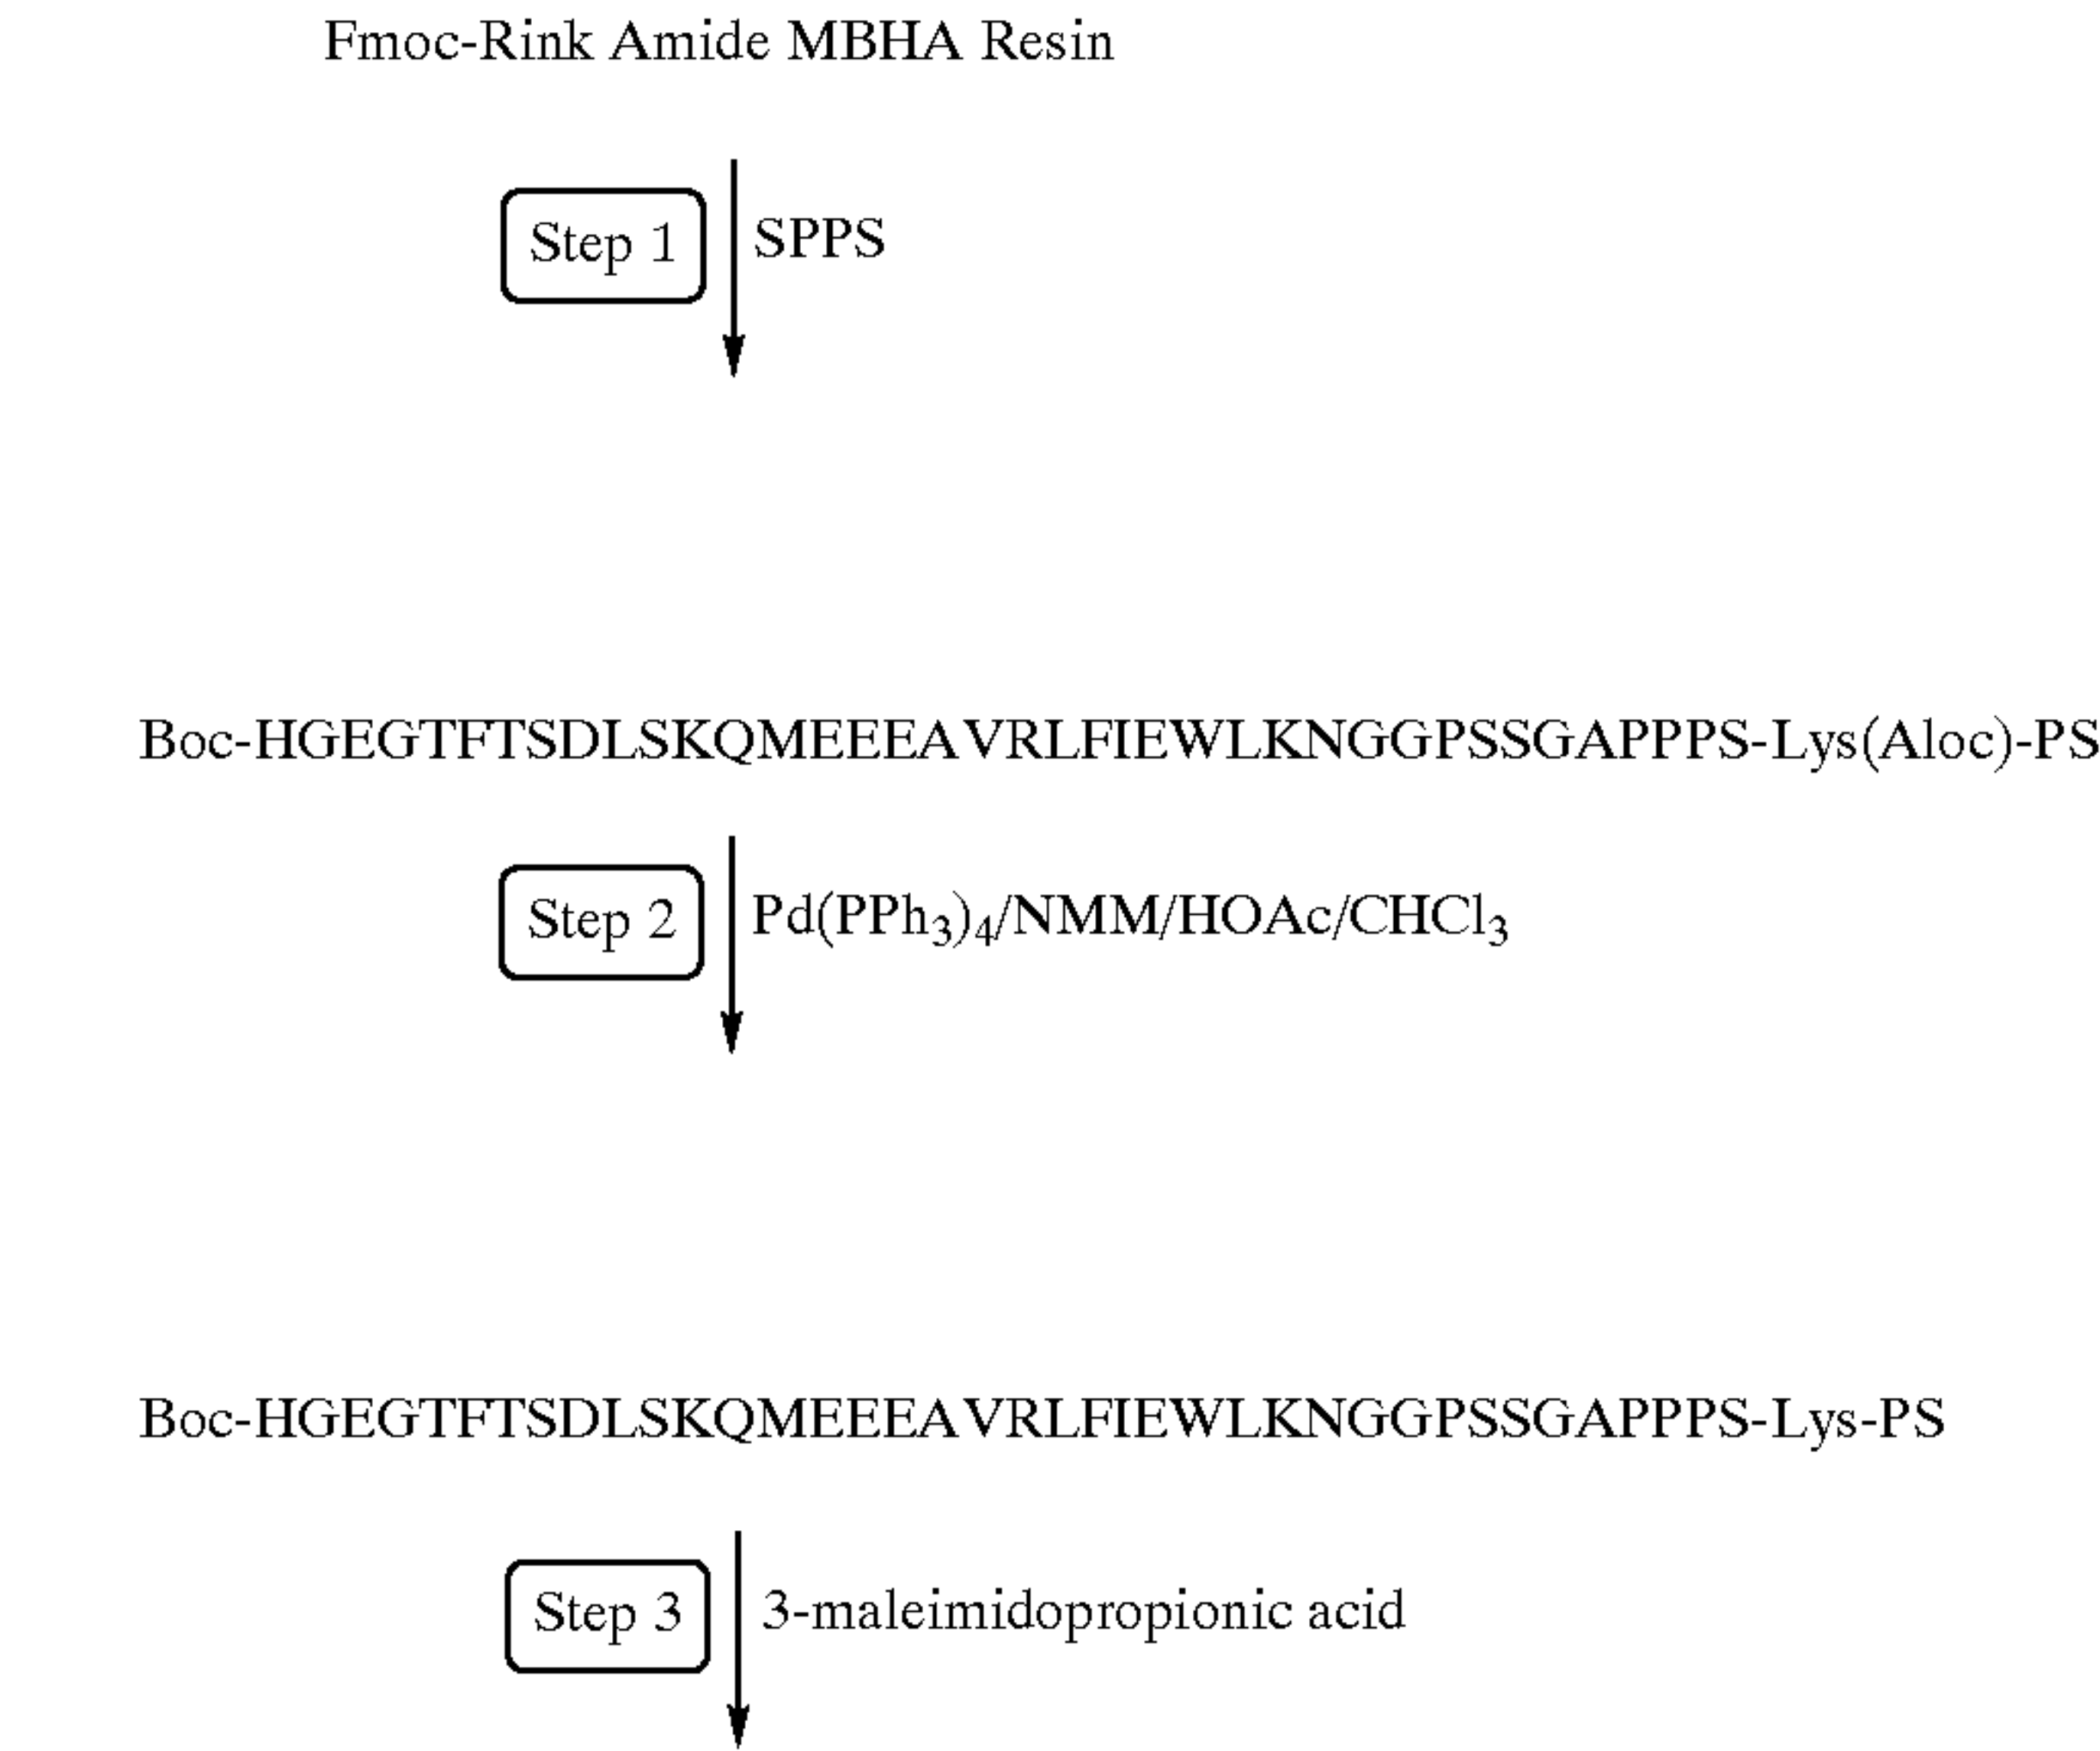 Fmoc-Rink Amide MBHA Resin
Step 1 SPPS
Boc-HGEGTFTSDLSKQMEEEAVRLFIEWLKNGGPSSGAPPPS-Lys(Aloc)-PS
Step 2 Pd(PPh₃)₄/NMM/HOAc/CHCl₃
Boc-HGEGTFTSDLSKQMEEEAVRLFIEWLKNGGPSSGAPPPS-Lys-PS
Step 3 3-maleimidopropionic acid